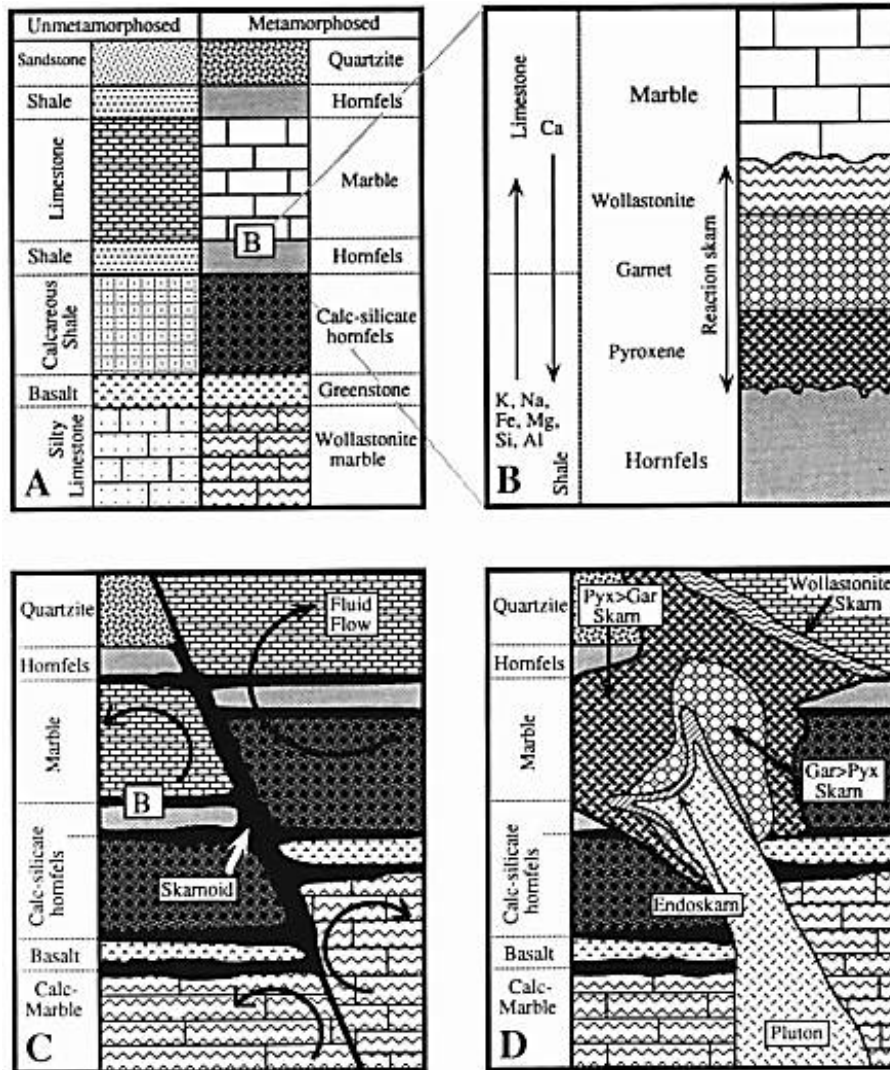 Unmetamorphosed
Metamorphosed
Sandstone
Quartzite
Shale
Hornfels
Limestone
Marble
B
Shale
Hornfels
Calcareous
Shale
Calc-silicate
hornfels
Basalt
Greenstone
Silty
Limestone
Wollastonite
marble
A
Limestone
Ca
Marble
Wollastonite
Garnet
Reaction skarn
Pyroxene
K, Na,
Fe, Mg,
Si, Al
Shale
Hornfels
B
Quartzite
Fluid
Flow
Hornfels
Marble
B
Calc-silicate
hornfels
Skarnoid
Basalt
Calc-
Marble
C
Quartzite
Pyx>Gar
Skarn
Wollastonite
Skarn
Hornfels
Marble
Gar>Pyx
Skarn
Calc-silicate
hornfels
Endoskarn
Basalt
Calc-
Marble
Pluton
D